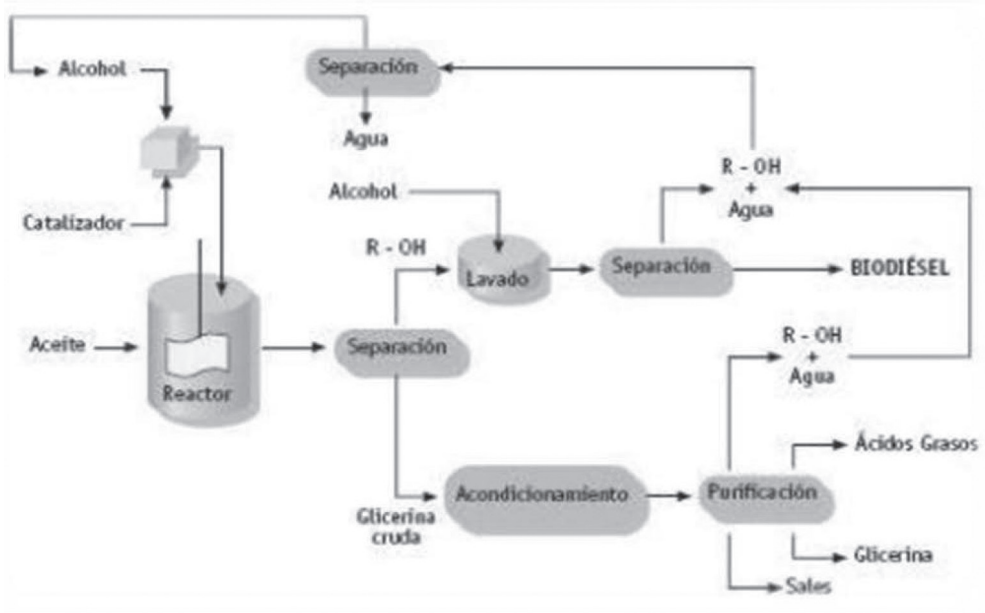 Alcohol
Separación
Agua
R - OH
+
Agua
Alcohol
Catalizador
R - OH
Lavado
Separación
BIODIÉSEL
Aceite
Reactor
Separación
R - OH
+
Agua
Ácidos Grasos
Acondicionamiento
Purificación
Glicerina
cruda
Glicerina
Sales